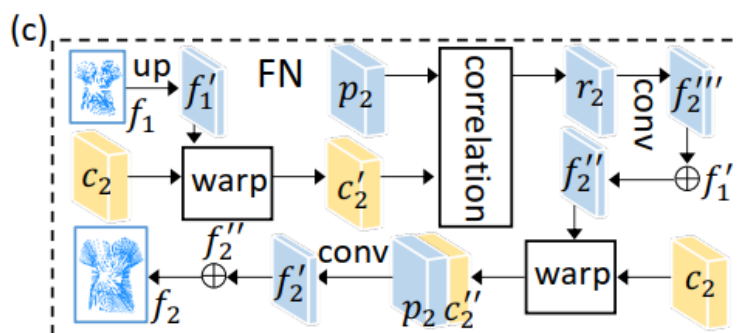 (c)
up FN
f₁ f₁′ p₂ correlation r₂ conv f₂‴
c₂ warp c₂′ f₂″ ⊕ f₁′
f₂ ⊕ f₂″ f₂′ conv p₂ c₂″ warp c₂